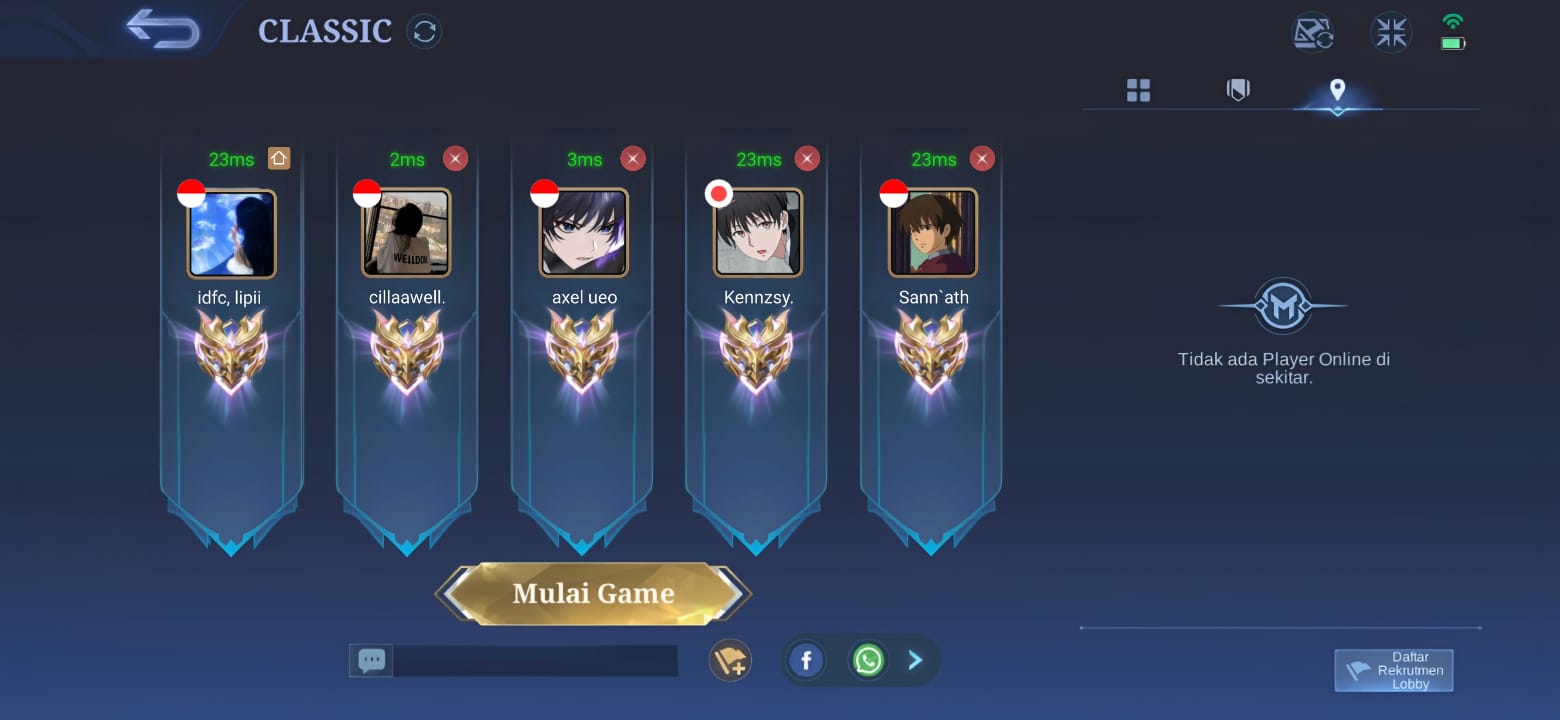 CLASSIC
23ms
2ms
3ms
23ms
23ms
WELLDONE
idfc, lipii
cillaawell.
axel ueo
Kennzsy.
Sann`ath
Tidak ada Player Online di
sekitar.
Mulai Game
Daftar
Rekrutmen
Lobby